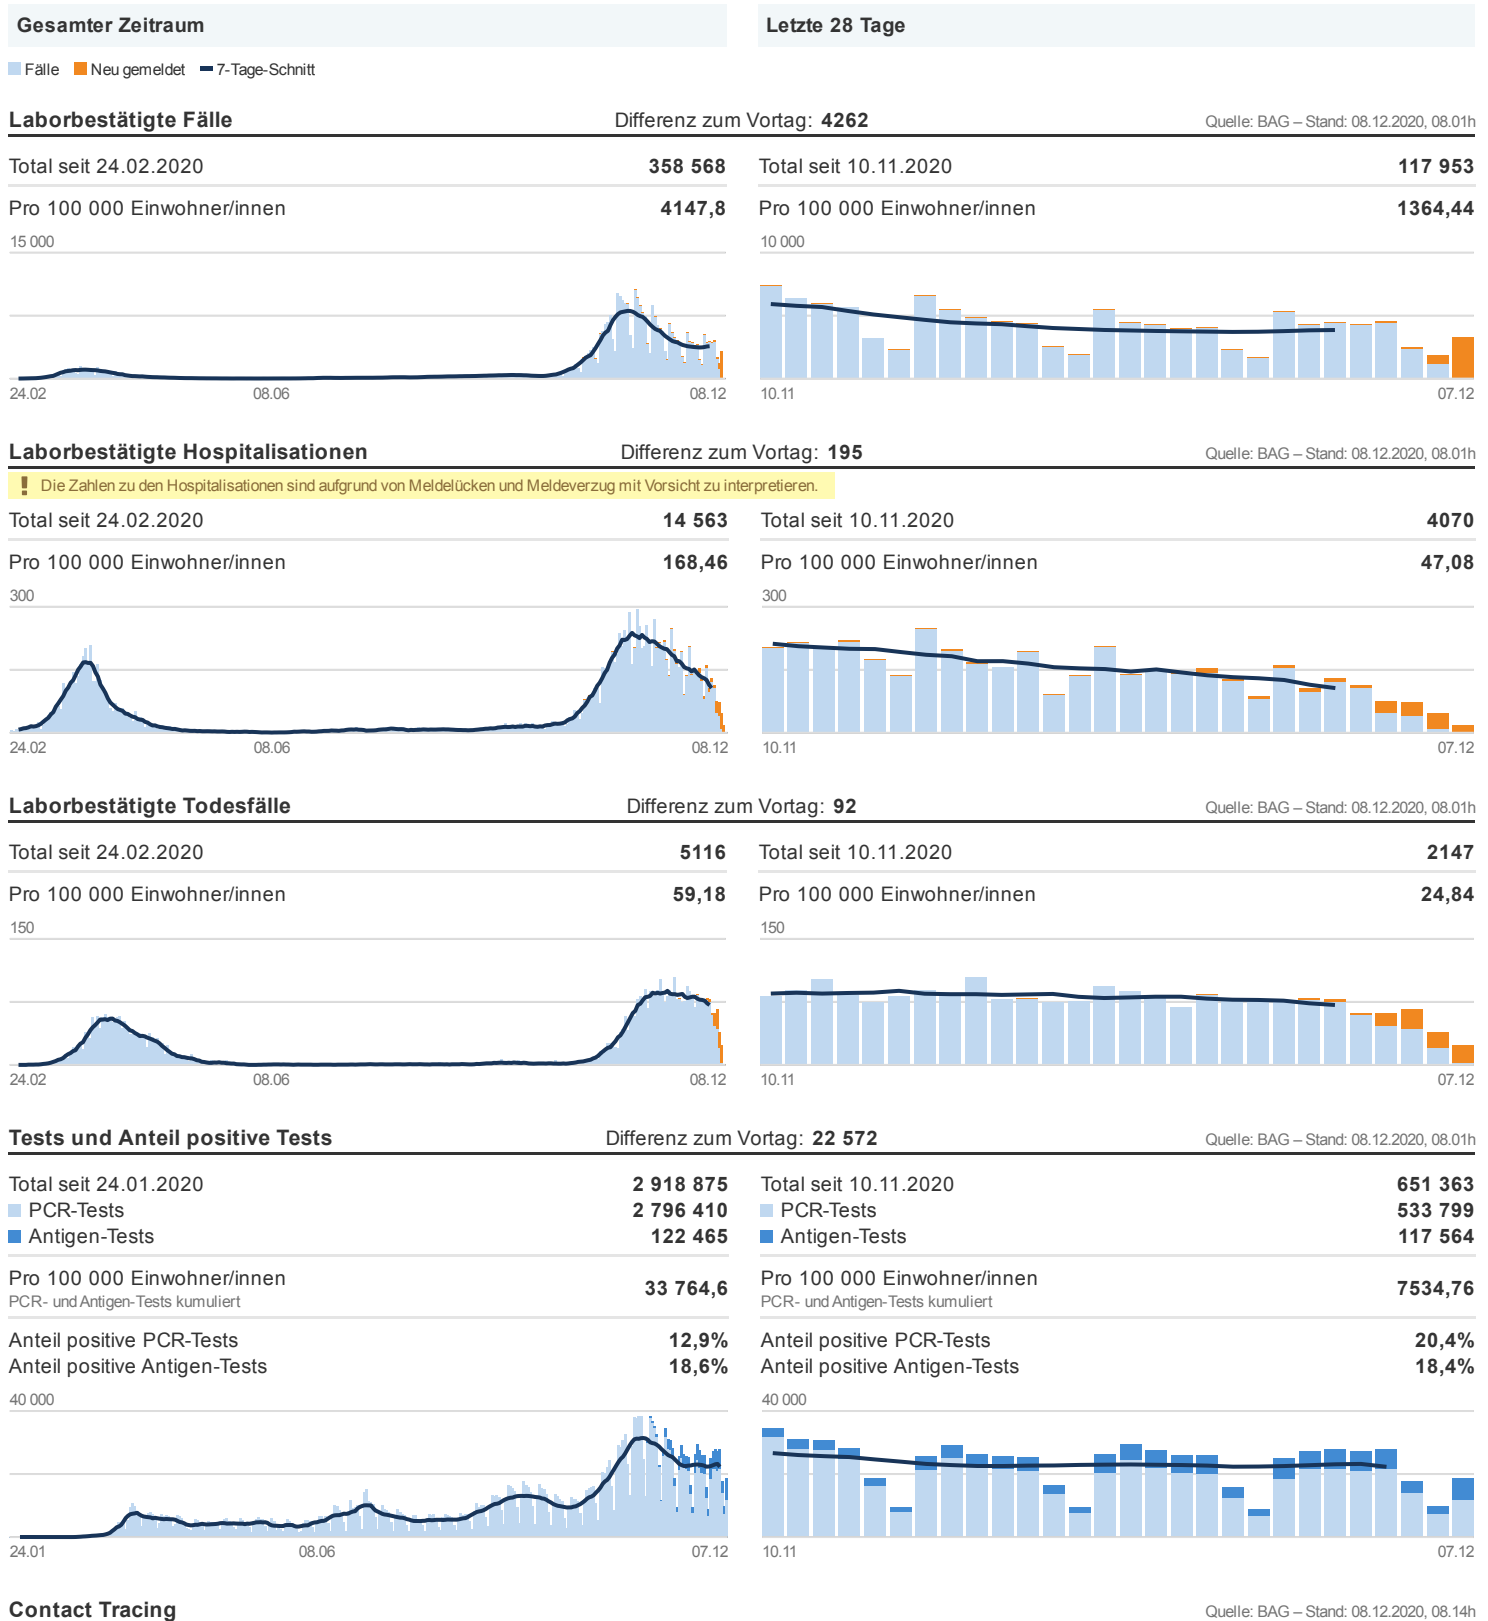 Gesamter Zeitraum
Letzte 28 Tage
Fälle Neu gemeldet 7-Tage-Schnitt
Laborbestätigte Fälle Differenz zum Vortag: 4262 Quelle: BAG – Stand: 08.12.2020, 08.01h
Total seit 24.02.2020 358 568
Pro 100 000 Einwohner/innen 4147,8
15 000
24.02 08.06 08.12
Total seit 10.11.2020 117 953
Pro 100 000 Einwohner/innen 1364,44
10 000
10.11 07.12
Laborbestätigte Hospitalisationen Differenz zum Vortag: 195 Quelle: BAG – Stand: 08.12.2020, 08.01h
! Die Zahlen zu den Hospitalisationen sind aufgrund von Meldelücken und Meldeverzug mit Vorsicht zu interpretieren.
Total seit 24.02.2020 14 563
Pro 100 000 Einwohner/innen 168,46
300
24.02 08.06 08.12
Total seit 10.11.2020 4070
Pro 100 000 Einwohner/innen 47,08
300
10.11 07.12
Laborbestätigte Todesfälle Differenz zum Vortag: 92 Quelle: BAG – Stand: 08.12.2020, 08.01h
Total seit 24.02.2020 5116
Pro 100 000 Einwohner/innen 59,18
150
24.02 08.06 08.12
Total seit 10.11.2020 2147
Pro 100 000 Einwohner/innen 24,84
150
10.11 07.12
Tests und Anteil positive Tests Differenz zum Vortag: 22 572 Quelle: BAG – Stand: 08.12.2020, 08.01h
Total seit 24.01.2020 2 918 875
PCR-Tests 2 796 410
Antigen-Tests 122 465
Pro 100 000 Einwohner/innen 33 764,6
PCR- und Antigen-Tests kumuliert
Anteil positive PCR-Tests 12,9%
Anteil positive Antigen-Tests 18,6%
40 000
24.01 08.06 07.12
Total seit 10.11.2020 651 363
PCR-Tests 533 799
Antigen-Tests 117 564
Pro 100 000 Einwohner/innen 7534,76
PCR- und Antigen-Tests kumuliert
Anteil positive PCR-Tests 20,4%
Anteil positive Antigen-Tests 18,4%
40 000
10.11 07.12
Contact Tracing Quelle: BAG – Stand: 08.12.2020, 08.14h